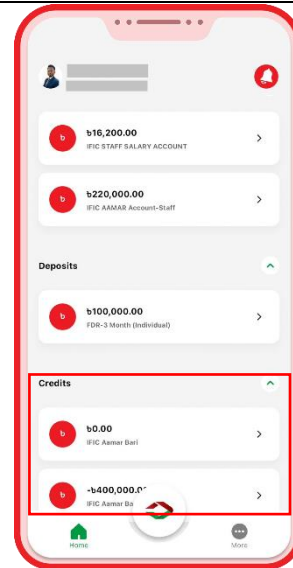 ৳16,200.00
IFIC STAFF SALARY ACCOUNT
৳220,000.00
IFIC AAMAR Account-Staff
Deposits
৳100,000.00
FDR-3 Month (Individual)
Credits
৳0.00
IFIC Aamar Bari
-৳400,000.0
IFIC Aamar Ba
Home
More